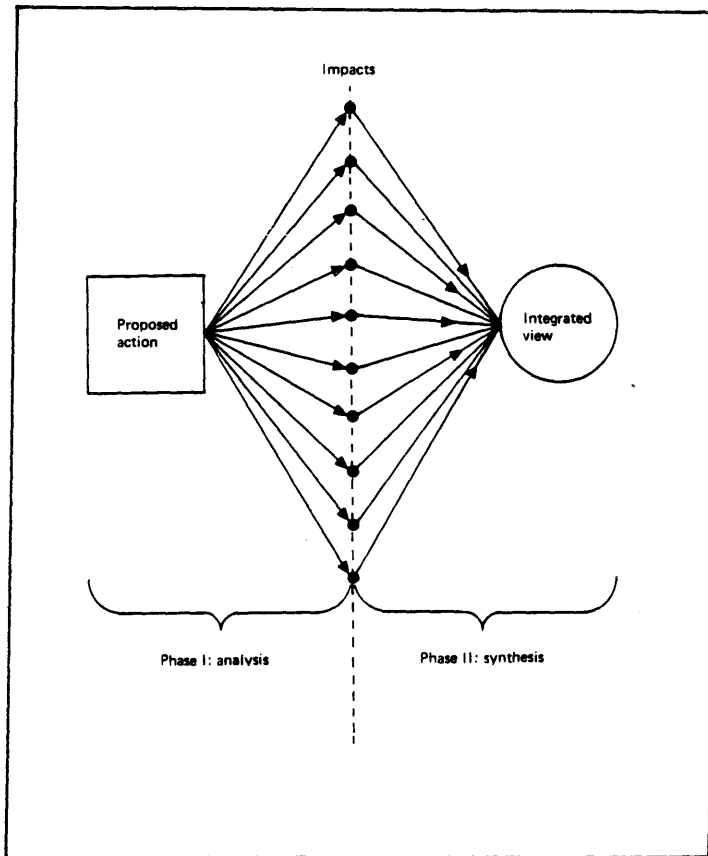 Impacts
Proposed
action
Integrated
view
Phase I: analysis
Phase II: synthesis